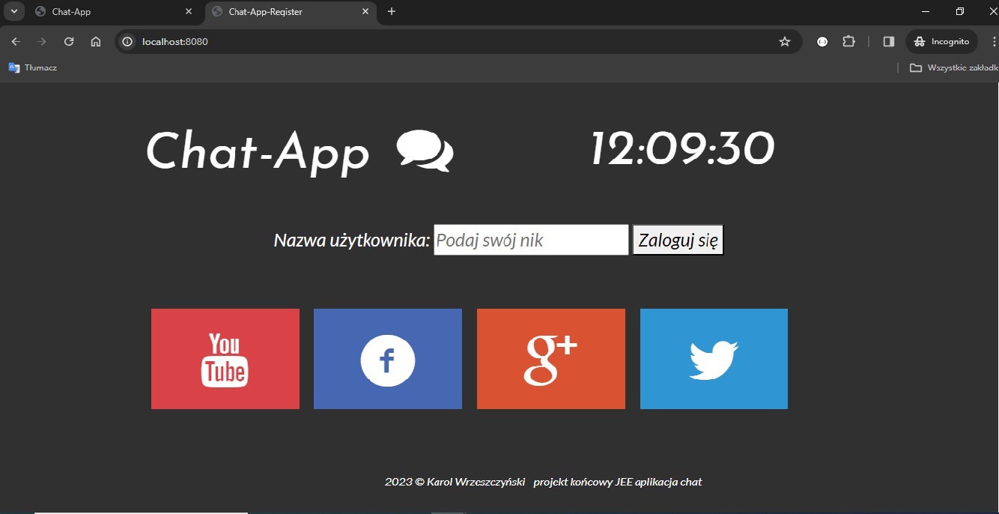 Chat-App
Chat-App-Register
localhost:8080
Incognito
Tłumacz
Wszystkie zakładk
Chat-App
12:09:30
Nazwa użytkownika:
Podaj swój nik
Zaloguj się
You
Tube
f
g+
2023 © Karol Wrzeszczyński projekt końcowy JEE aplikacja chat